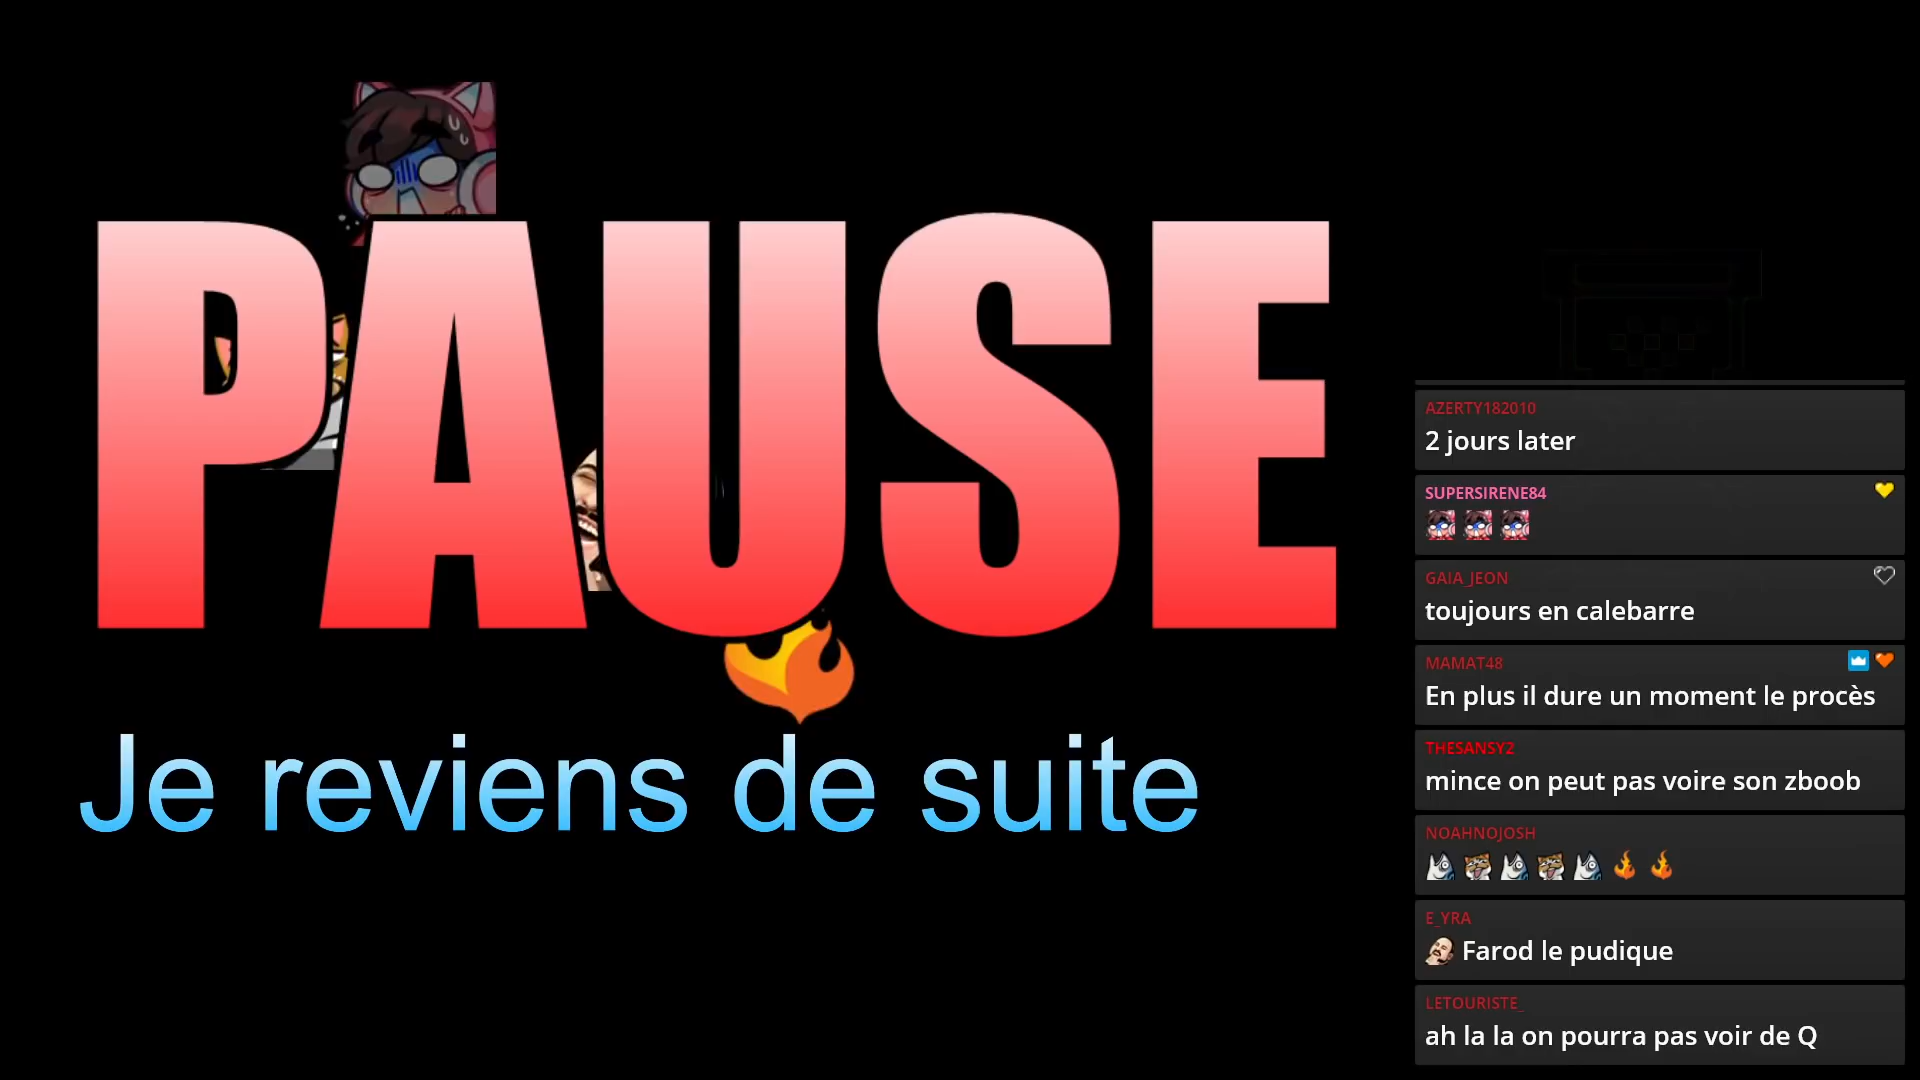 PAUSE
Je reviens de suite
AZERTY182010
2 jours later
SUPERSIRENE84
GAIA_JEON
toujours en calebarre
MAMAT48
En plus il dure un moment le procès
THESANSY2
mince on peut pas voire son zboob
NOAHNOJOSH
E_YRA
Farod le pudique
LETOURISTE_
ah la la on pourra pas voir de Q